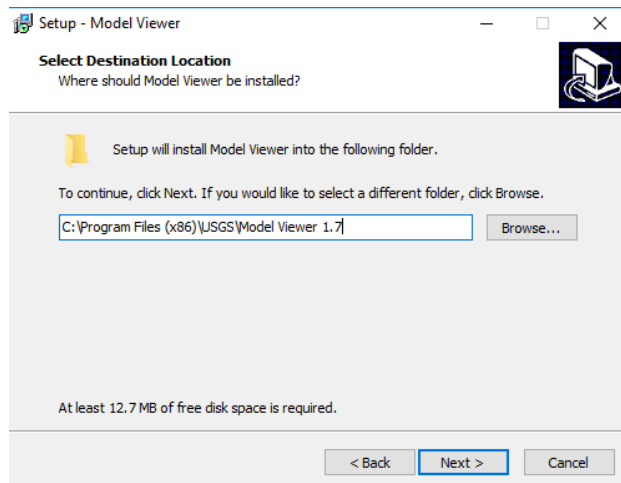 Setup - Model Viewer
Select Destination Location
Where should Model Viewer be installed?
Setup will install Model Viewer into the following folder.
To continue, click Next. If you would like to select a different folder, click Browse.
C:\Program Files (x86)\USGS\Model Viewer 1.7
Browse...
At least 12.7 MB of free disk space is required.
< Back
Next >
Cancel